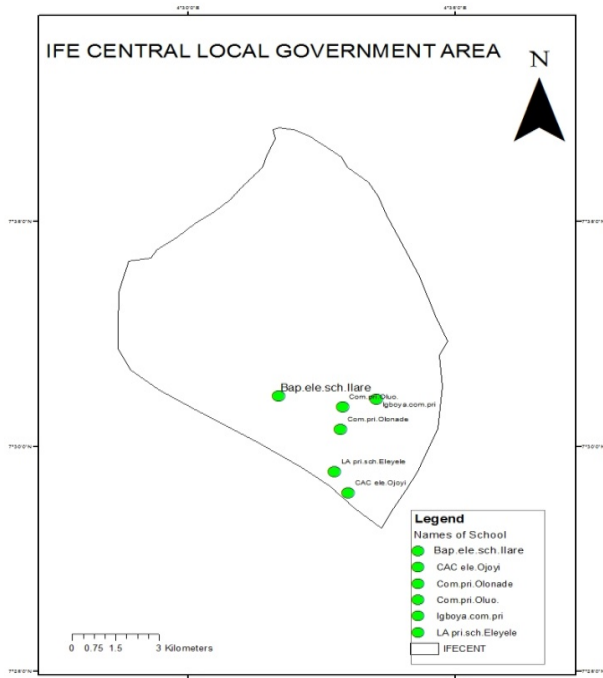 IFE CENTRAL LOCAL GOVERNMENT AREA
N
Bap.ele.sch.Ilare
Com.pri.Oluo.
Igboya.com.pri
Com.pri.Olonade
LA pri.sch.Eleyele
CAC ele.Ojoyi
Legend
Names of School
Bap.ele.sch.Ilare
CAC ele.Ojoyi
Com.pri.Olonade
Com.pri.Oluo.
Igboya.com.pri
LA pri.sch.Eleyele
IFECENT
0 0.75 1.5 3 Kilometers